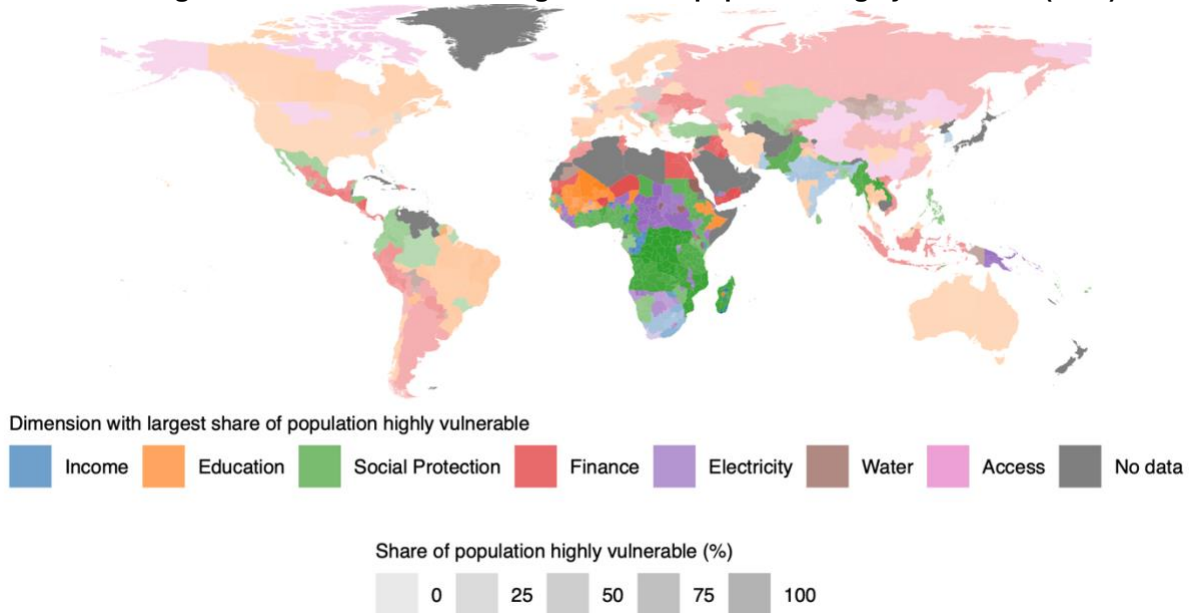 Dimension with largest share of population highly vulnerable
Income Education Social Protection Finance Electricity Water Access No data
Share of population highly vulnerable (%)
0 25 50 75 100